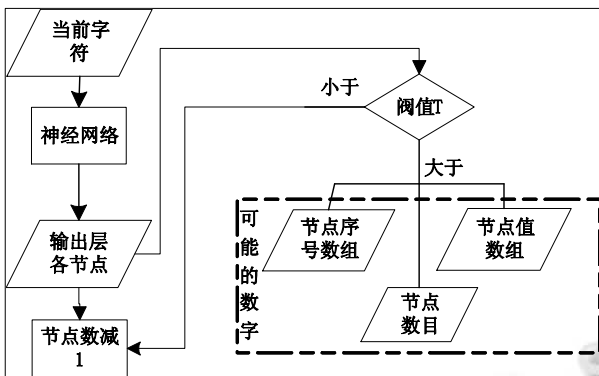 当前字
符
神经网络
输出层
各节点
节点数减
1
小于
阀值T
大于
可能的数字
节点序
号数组
节点值
数组
节点
数目